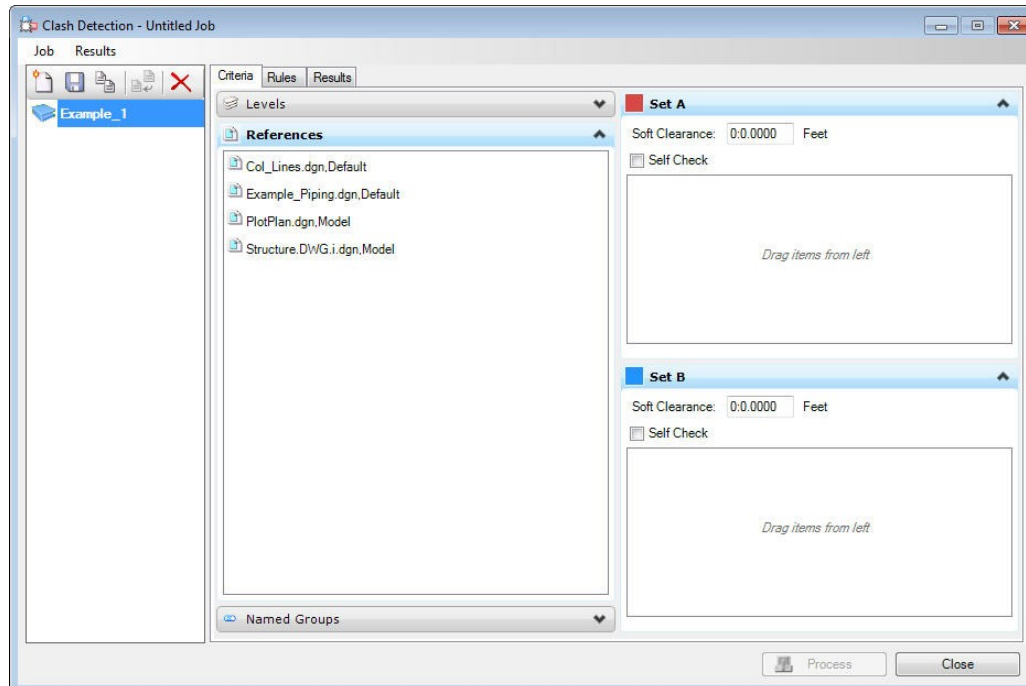 Clash Detection - Untitled Job
Job Results
Example_1
Criteria Rules Results
Levels
References
Col_Lines.dgn,Default
Example_Piping.dgn,Default
PlotPlan.dgn,Model
Structure.DWG.i.dgn,Model
Named Groups
Set A
Soft Clearance: 0:0.0000 Feet
Self Check
Drag items from left
Set B
Soft Clearance: 0:0.0000 Feet
Self Check
Drag items from left
Process Close